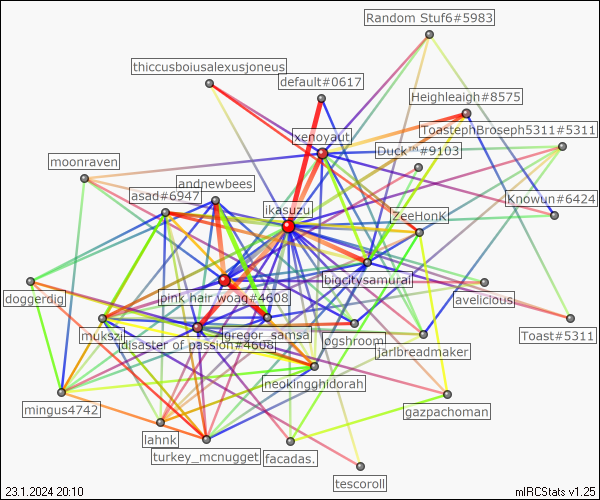 Random Stuf6#5983
thiccusboiusalexusjoneus
default#0617
Heighleaigh#8575
ToastephBroseph5311#5311
xenoyaut
Duck™#9103
moonraven
andnewbees
asad#6947
Knowun#6424
ikasuzu
ZeeHonK
bigcitysamurai
doggerdig
pink hair woag#4608
avelicious
mukszi
gregor_samsa
Toast#5311
disaster of passion#4608
ogshroom
jarlbreadmaker
neokingghidorah
mingus4742
gazpachoman
lahnk
turkey_mcnugget
facadas.
tescoroll
23.1.2024 20:10
mIRCStats v1.25